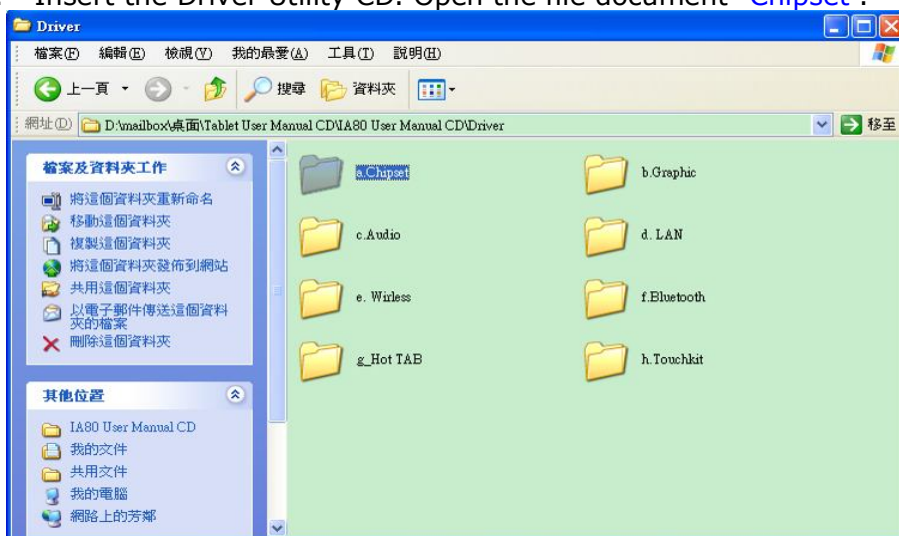 Insert the Driver Utility CD. Open the file document "Chipset".
Driver
檔案(F) 編輯(E) 檢視(V) 我的最愛(A) 工具(T) 說明(H)
上一頁 搜尋 資料夾
網址(D) D:\mailbox\桌面\Tablet User Manual CD\IA80 User Manual CD\Driver 移至
檔案及資料夾工作
將這個資料夾重新命名
移動這個資料夾
複製這個資料夾
將這個資料夾發佈到網站
共用這個資料夾
以電子郵件傳送這個資料
夾的檔案
刪除這個資料夾
其他位置
IA80 User Manual CD
我的文件
共用文件
我的電腦
網路上的芳鄰
a.Chipset b.Graphic
c.Audio d. LAN
e. Wirless f.Bluetooth
g_Hot TAB h.Touchkit